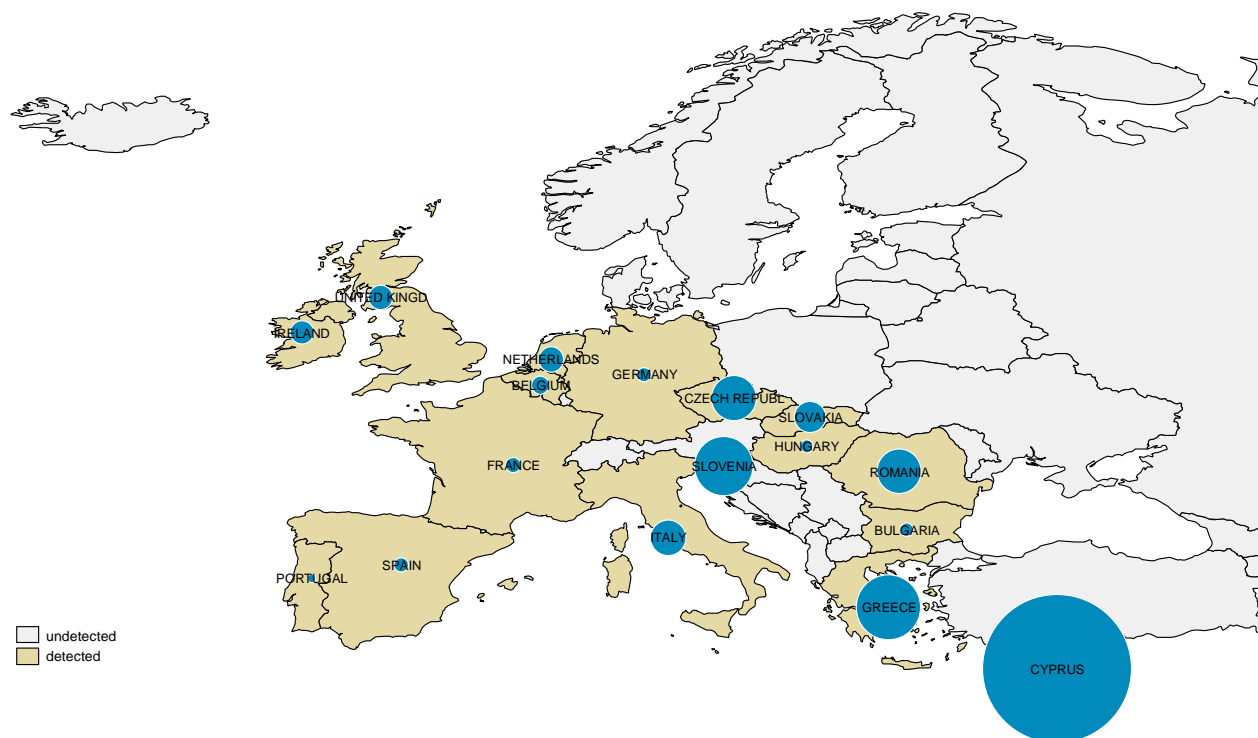 UNITED KINGD
IRELAND
NETHERLANDS
GERMANY
BELGIUM
CZECH REPUBL
SLOVAKIA
HUNGARY
FRANCE
SLOVENIA
ROMANIA
BULGARIA
ITALY
SPAIN
PORTUGAL
GREECE
CYPRUS
undetected
detected